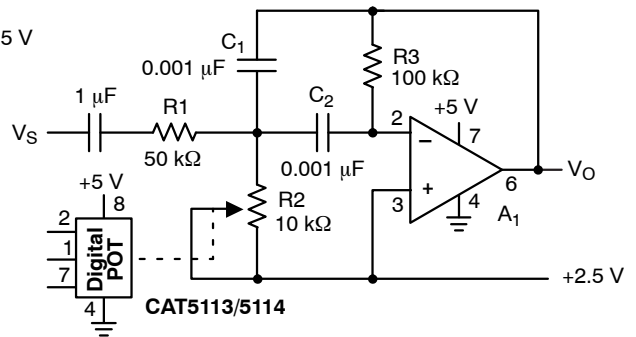 5 V
C1
0.001 μF
R3
100 kΩ
1 μF
R1
C2
+5 V
VS
50 kΩ
0.001 μF
2
7
–
+
3
6
4
VO
A1
+5 V
8
R2
10 kΩ
2
1
7
4
Digital
POT
+2.5 V
CAT5113/5114